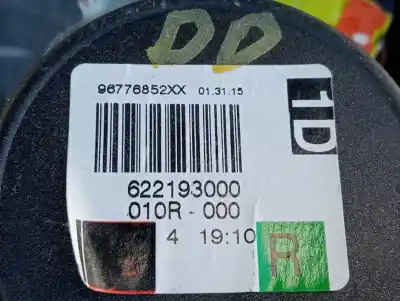 DD
96776852XX 01.31.15
1D
622193000
010R - 000
4 19:10
R